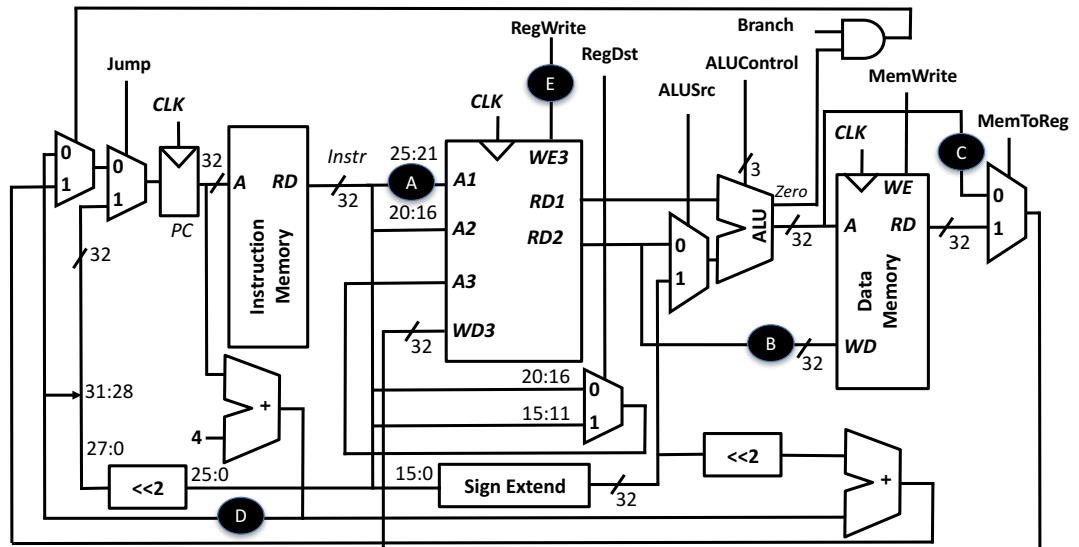 RegWrite
Branch
RegDst
Jump
ALUControl
ALUSrc
MemWrite
E
CLK
CLK
CLK
MemToReg
0
1
0
1
32
A
RD
Instr
32
25:21
A
A1
WE3
3
Zero
C
WE
0
1
20:16
A2
RD1
RD2
0
1
ALU
32
A
RD
32
PC
Instruction
Memory
32
A3
Data
Memory
WD3
32
B
32
WD
20:16
0
31:28
+
15:11
1
4
27:0
25:0
15:0
<<2
Sign Extend
32
<<2
+
D